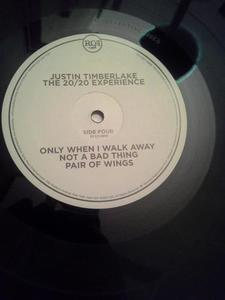 RCA
JUSTIN TIMBERLAKE
THE 20/20 EXPERIENCE
SIDE FOUR
ONLY WHEN I WALK AWAY
NOT A BAD THING
PAIR OF WINGS